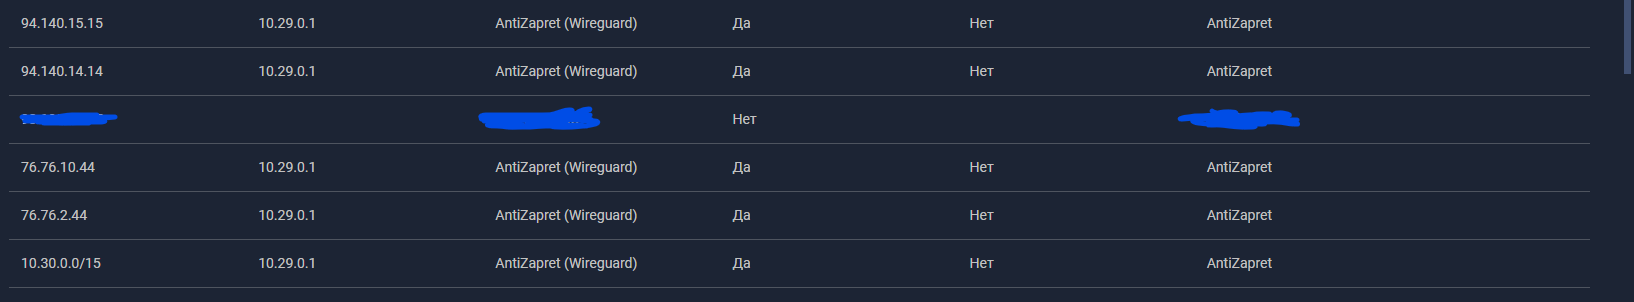 94.140.15.15 10.29.0.1 AntiZapret (Wireguard) Да Нет AntiZapret
94.140.14.14 10.29.0.1 AntiZapret (Wireguard) Да Нет AntiZapret
Нет
76.76.10.44 10.29.0.1 AntiZapret (Wireguard) Да Нет AntiZapret
76.76.2.44 10.29.0.1 AntiZapret (Wireguard) Да Нет AntiZapret
10.30.0.0/15 10.29.0.1 AntiZapret (Wireguard) Да Нет AntiZapret